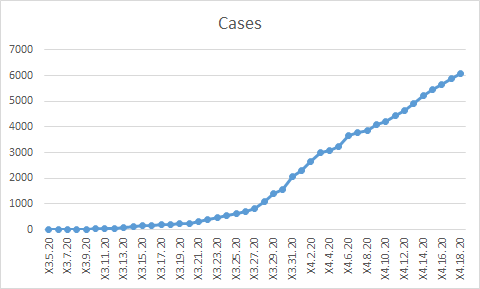 Cases
7000
6000
5000
4000
3000
2000
1000
0
X3.5.20
X3.7.20
X3.9.20
X3.11.20
X3.13.20
X3.15.20
X3.17.20
X3.19.20
X3.21.20
X3.23.20
X3.25.20
X3.27.20
X3.29.20
X3.31.20
X4.2.20
X4.4.20
X4.6.20
X4.8.20
X4.10.20
X4.12.20
X4.14.20
X4.16.20
X4.18.20